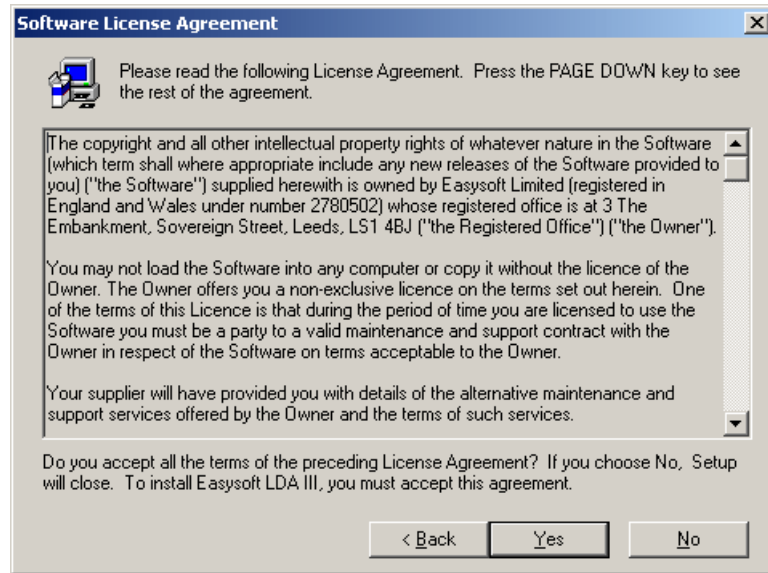 Software License Agreement
Please read the following License Agreement. Press the PAGE DOWN key to see
the rest of the agreement.
The copyright and all other intellectual property rights of whatever nature in the Software
(which term shall where appropriate include any new releases of the Software provided to
you) ("the Software") supplied herewith is owned by Easysoft Limited (registered in
England and Wales under number 2780502) whose registered office is at 3 The
Embankment, Sovereign Street, Leeds, LS1 4BJ ("the Registered Office") ("the Owner").
You may not load the Software into any computer or copy it without the licence of the
Owner. The Owner offers you a non-exclusive licence on the terms set out herein. One
of the terms of this Licence is that during the period of time you are licensed to use the
Software you must be a party to a valid maintenance and support contract with the
Owner in respect of the Software on terms acceptable to the Owner.
Your supplier will have provided you with details of the alternative maintenance and
support services offered by the Owner and the terms of such services.
Do you accept all the terms of the preceding License Agreement? If you choose No, Setup
will close. To install Easysoft LDA III, you must accept this agreement.
< Back Yes No